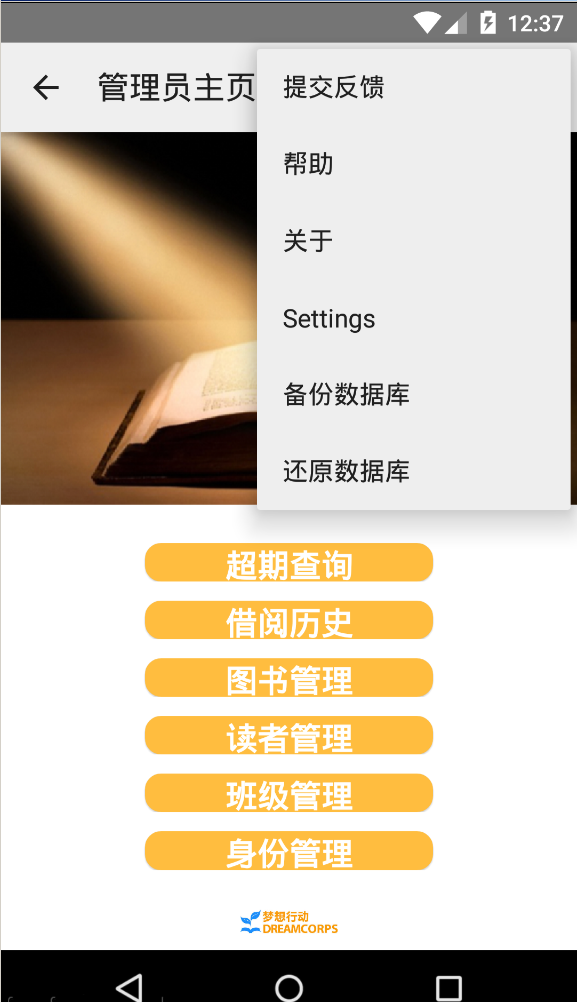 12:37
管理员主页
提交反馈
帮助
关于
Settings
备份数据库
还原数据库
超期查询
借阅历史
图书管理
读者管理
班级管理
身份管理
梦想行动
DREAMCORPS